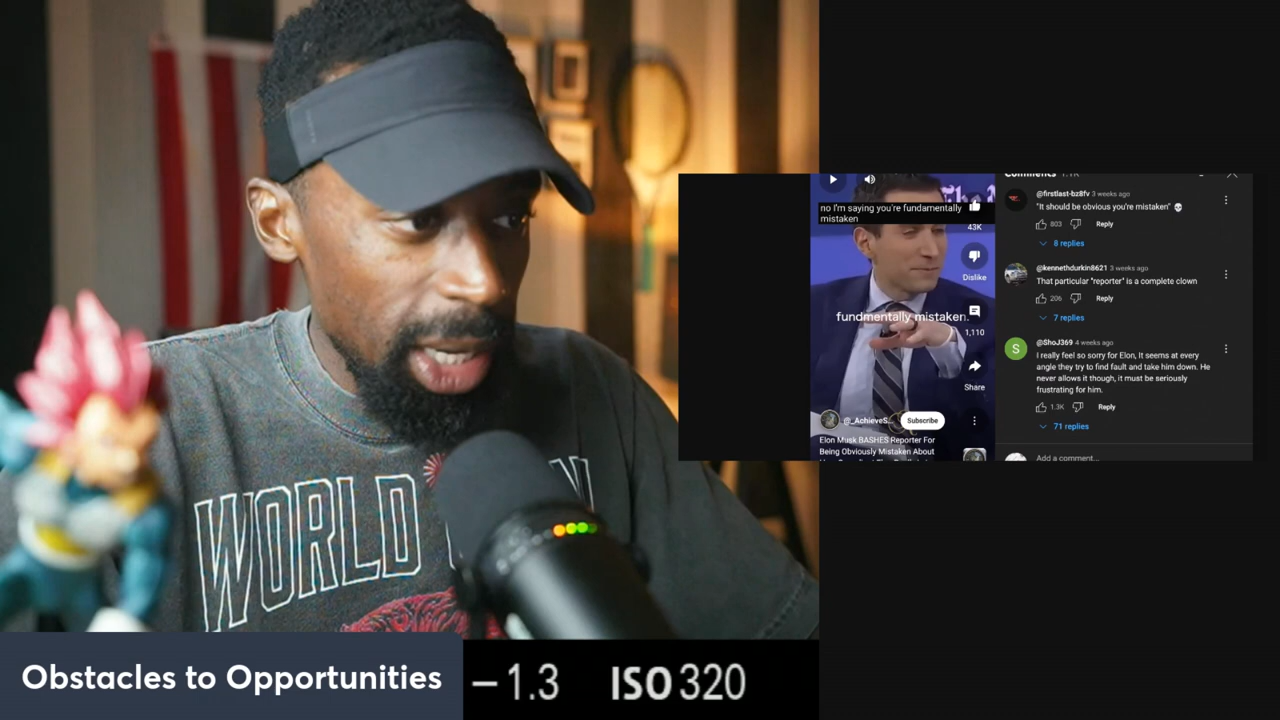 WORLD
Obstacles to Opportunities
–1.3
ISO 320
no I'm saying you're fundamentally
mistaken
43K
Dislike
fundmentally mistaken
1,110
Share
@_AchieveS...
Subscribe
Elon Musk BASHES Reporter For
Being Obviously Mistaken About
Comments 1.1K
@firstlast-bz8fv 3 weeks ago
"It should be obvious you're mistaken" 💀
803 Reply
8 replies
@kennethdurkin8621 3 weeks ago
That particular "reporter" is a complete clown
206 Reply
7 replies
S
@ShoJ369 4 weeks ago
I really feel so sorry for Elon, It seems at every
angle they try to find fault and take him down. He
never allows it though, it must be seriously
frustrating for him.
1.3K Reply
71 replies
Add a comment...